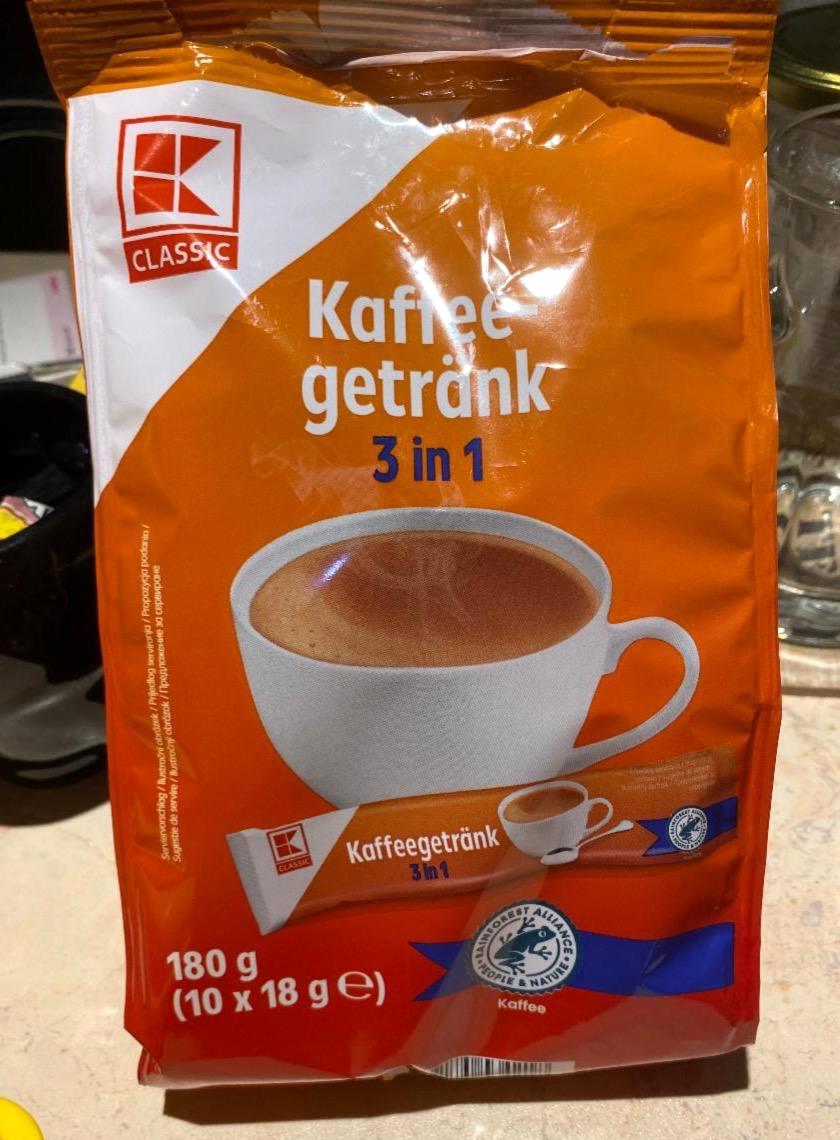 CLASSIC
Kaffee-
getränk
3 in 1
Serviervorschlag / Ilustrační obrázek / Prijedlog serviranja / Propozycja podania /
Sugestie de servire / Ilustračný obrázok / Предложение за сервиране
CLASSIC
Kaffeegetränk
3 in 1
RAINFOREST ALLIANCE
PEOPLE & NATURE
Kaffee
180 g
(10 x 18 g ℮)